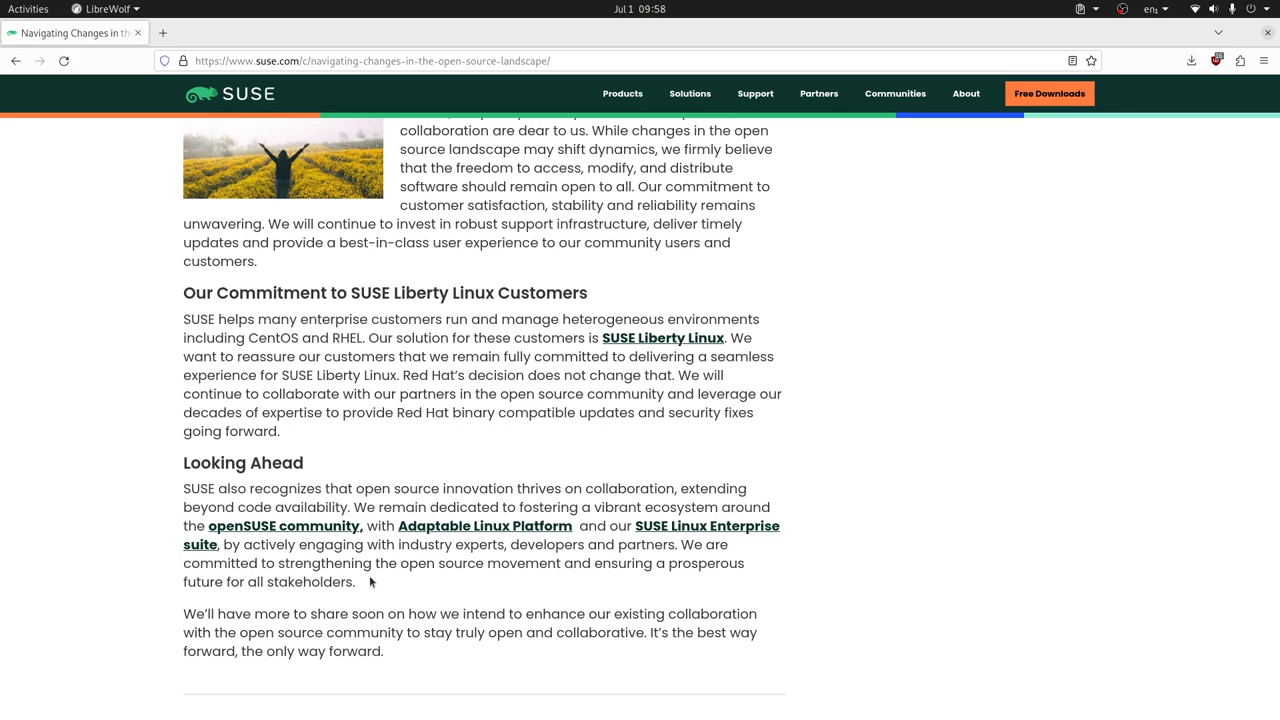 Activities
LibreWolf
Jul 1 09:58
en1
Navigating Changes in th
https://www.suse.com/c/navigating-changes-in-the-open-source-landscape/
SUSE
Products
Solutions
Support
Partners
Communities
About
Free Downloads
collaboration are dear to us. While changes in the open
source landscape may shift dynamics, we firmly believe
that the freedom to access, modify, and distribute
software should remain open to all. Our commitment to
customer satisfaction, stability and reliability remains
unwavering. We will continue to invest in robust support infrastructure, deliver timely
updates and provide a best-in-class user experience to our community users and
customers.
Our Commitment to SUSE Liberty Linux Customers
SUSE helps many enterprise customers run and manage heterogeneous environments
including CentOS and RHEL. Our solution for these customers is SUSE Liberty Linux. We
want to reassure our customers that we remain fully committed to delivering a seamless
experience for SUSE Liberty Linux. Red Hat’s decision does not change that. We will
continue to collaborate with our partners in the open source community and leverage our
decades of expertise to provide Red Hat binary compatible updates and security fixes
going forward.
Looking Ahead
SUSE also recognizes that open source innovation thrives on collaboration, extending
beyond code availability. We remain dedicated to fostering a vibrant ecosystem around
the openSUSE community, with Adaptable Linux Platform and our SUSE Linux Enterprise
suite, by actively engaging with industry experts, developers and partners. We are
committed to strengthening the open source movement and ensuring a prosperous
future for all stakeholders.
We’ll have more to share soon on how we intend to enhance our existing collaboration
with the open source community to stay truly open and collaborative. It’s the best way
forward, the only way forward.